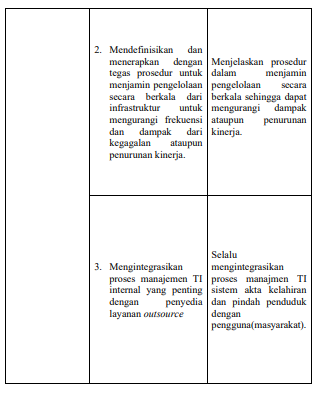 2. Mendefinisikan dan
menerapkan dengan
tegas prosedur untuk
menjamin pengelolaan
secara berkala dari
infrastruktur untuk
mengurangi frekuensi
dan dampak dari
kegagalan ataupun
penurunan kinerja.
Menjelaskan prosedur
dalam menjamin
pengelolaan secara
berkala sehingga dapat
mengurangi dampak
ataupun penurunan
kinerja.
3. Mengintegrasikan
proses manajemen TI
internal yang penting
dengan penyedia
layanan outsource
Selalu
mengintegrasikan
proses manajmen TI
sistem akta kelahiran
dan pindah penduduk
dengan
pengguna(masyarakat).